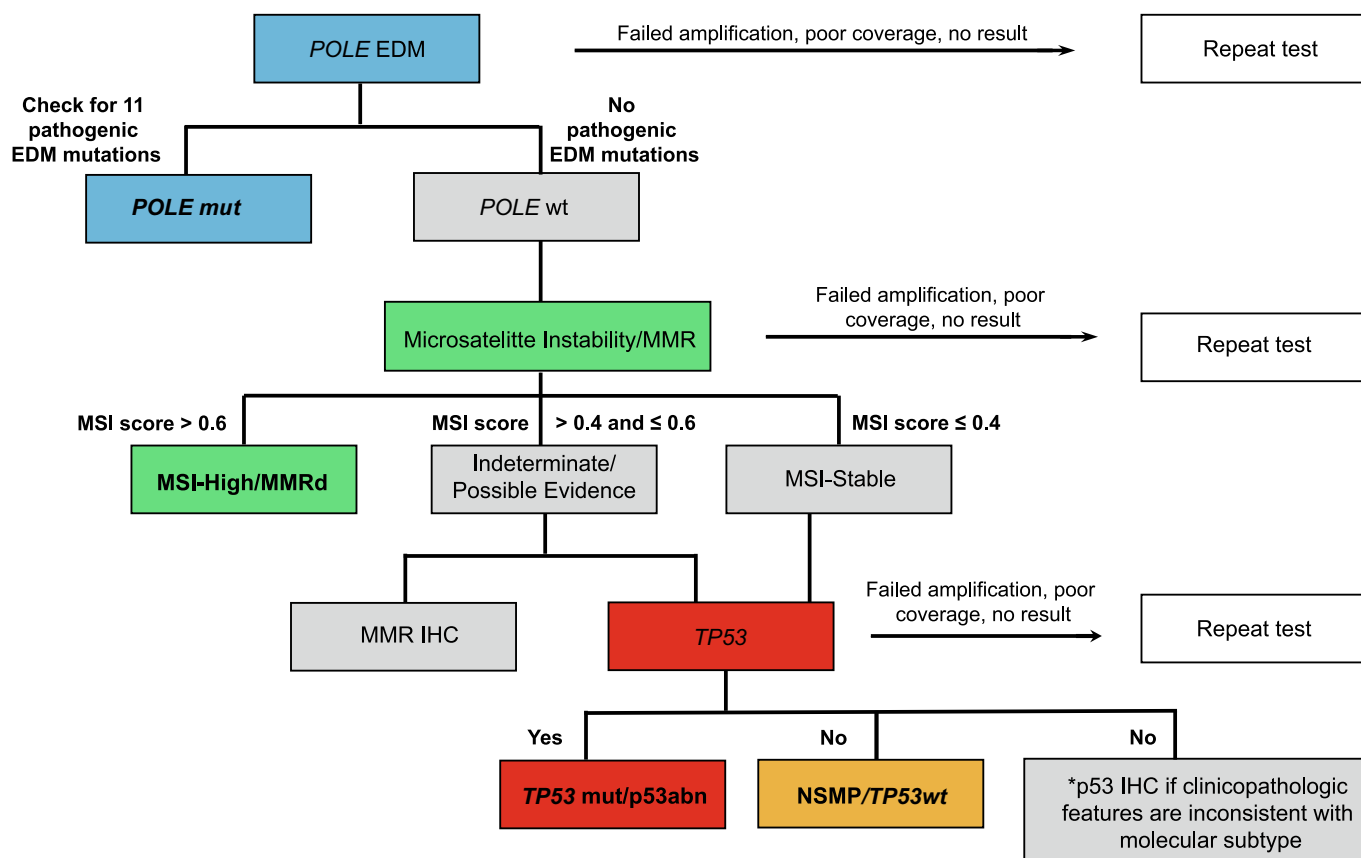 POLE EDM
Failed amplification, poor coverage, no result
Repeat test
Check for 11
pathogenic
EDM mutations
No
pathogenic
EDM mutations
POLE mut
POLE wt
Microsatelitte Instability/MMR
Failed amplification, poor
coverage, no result
Repeat test
MSI score > 0.6
MSI score > 0.4 and ≤ 0.6
MSI score ≤ 0.4
MSI-High/MMRd
Indeterminate/
Possible Evidence
MSI-Stable
MMR IHC
TP53
Failed amplification, poor
coverage, no result
Repeat test
Yes
No
No
TP53 mut/p53abn
NSMP/TP53wt
*p53 IHC if clinicopathologic
features are inconsistent with
molecular subtype